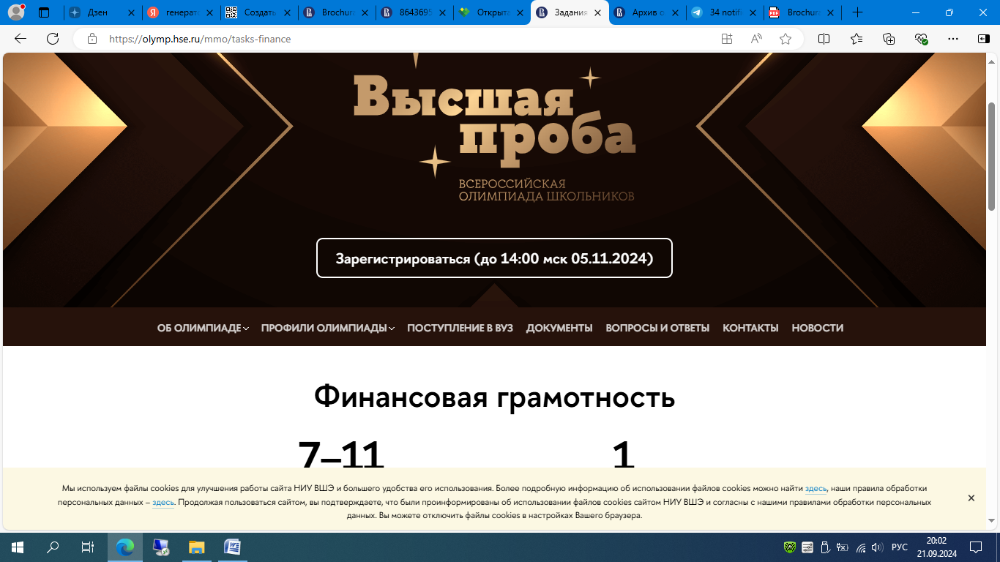 Дзен
генерат
Создать
Brochur
8643695
Открыта
Задания
Архив о
34 notifi
Brochur
https://olymp.hse.ru/mmo/tasks-finance
Высшая
проба
ВСЕРОССИЙСКАЯ
ОЛИМПИАДА ШКОЛЬНИКОВ
Зарегистрироваться (до 14:00 мск 05.11.2024)
ОБ ОЛИМПИАДЕ ПРОФИЛИ ОЛИМПИАДЫ ПОСТУПЛЕНИЕ В ВУЗ ДОКУМЕНТЫ ВОПРОСЫ И ОТВЕТЫ КОНТАКТЫ НОВОСТИ
Финансовая грамотность
7–11 1
Мы используем файлы cookies для улучшения работы сайта НИУ ВШЭ и большего удобства его использования. Более подробную информацию об использовании файлов cookies можно найти здесь, наши правила обработки
персональных данных – здесь. Продолжая пользоваться сайтом, вы подтверждаете, что были проинформированы об использовании файлов cookies сайтом НИУ ВШЭ и согласны с нашими правилами обработки персональных
данных. Вы можете отключить файлы cookies в настройках Вашего браузера.
РУС
20:02
21.09.2024